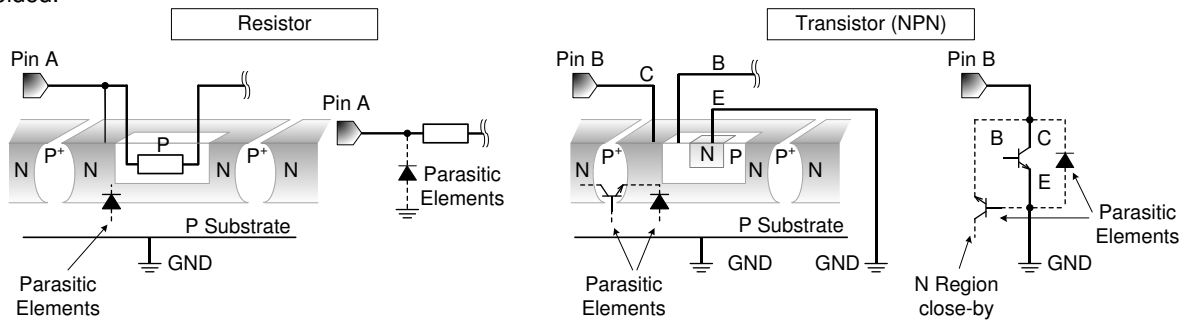 Resistor
Pin A
N
P+
N
P
N
P+
N
P Substrate
GND
Parasitic
Elements
Pin A
Parasitic
Elements
Transistor (NPN)
Pin B
C
B
E
N
P+
N
N
P
N
P+
N
P Substrate
GND
GND
Parasitic
Elements
Pin B
B
C
E
Parasitic
Elements
GND
N Region
close-by